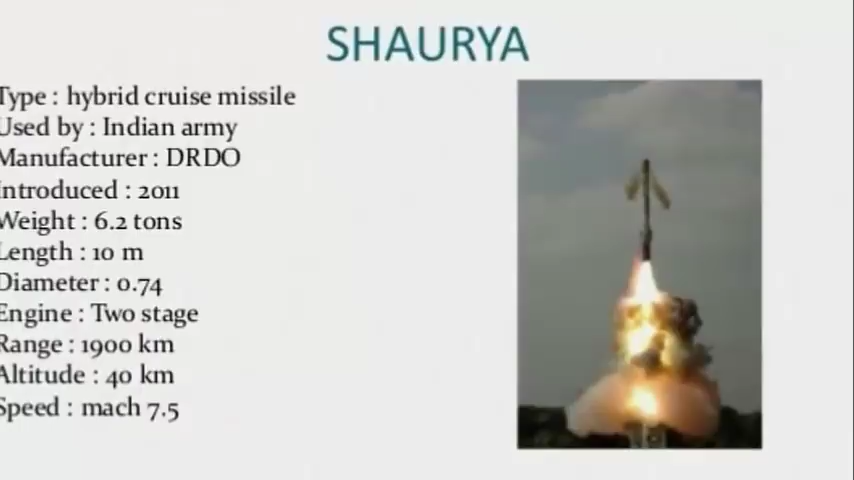 SHAURYA
Type : hybrid cruise missile
Used by : Indian army
Manufacturer : DRDO
Introduced : 2011
Weight : 6.2 tons
Length : 10 m
Diameter : 0.74
Engine : Two stage
Range : 1900 km
Altitude : 40 km
Speed : mach 7.5